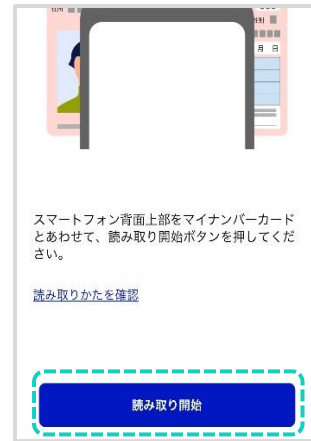 月 日
スマートフォン背面上部をマイナンバーカード
とあわせて、読み取り開始ボタンを押してくだ
さい。
読み取りかたを確認
読み取り開始